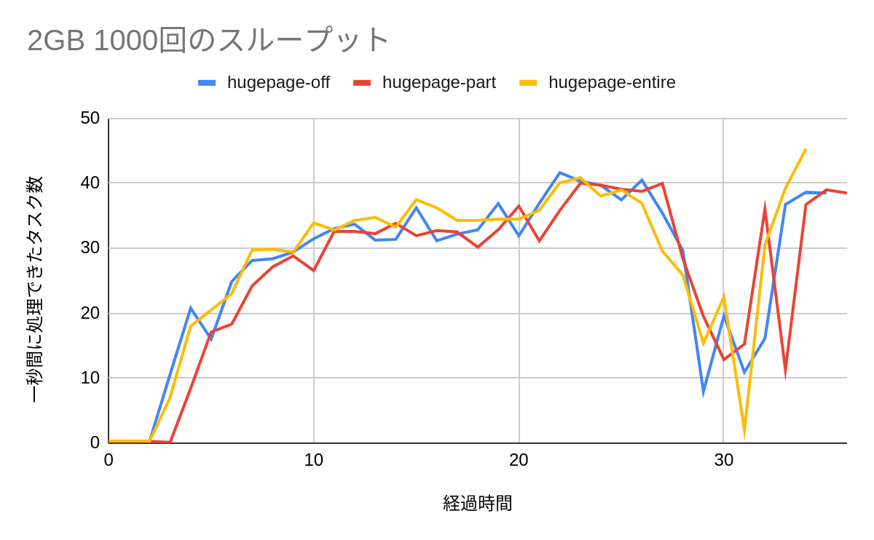 2GB 1000回のスループット
hugepage-off hugepage-part hugepage-entire
50
40
30
20
10
0
一秒間に処理できたタスク数
0 10 20 30
経過時間